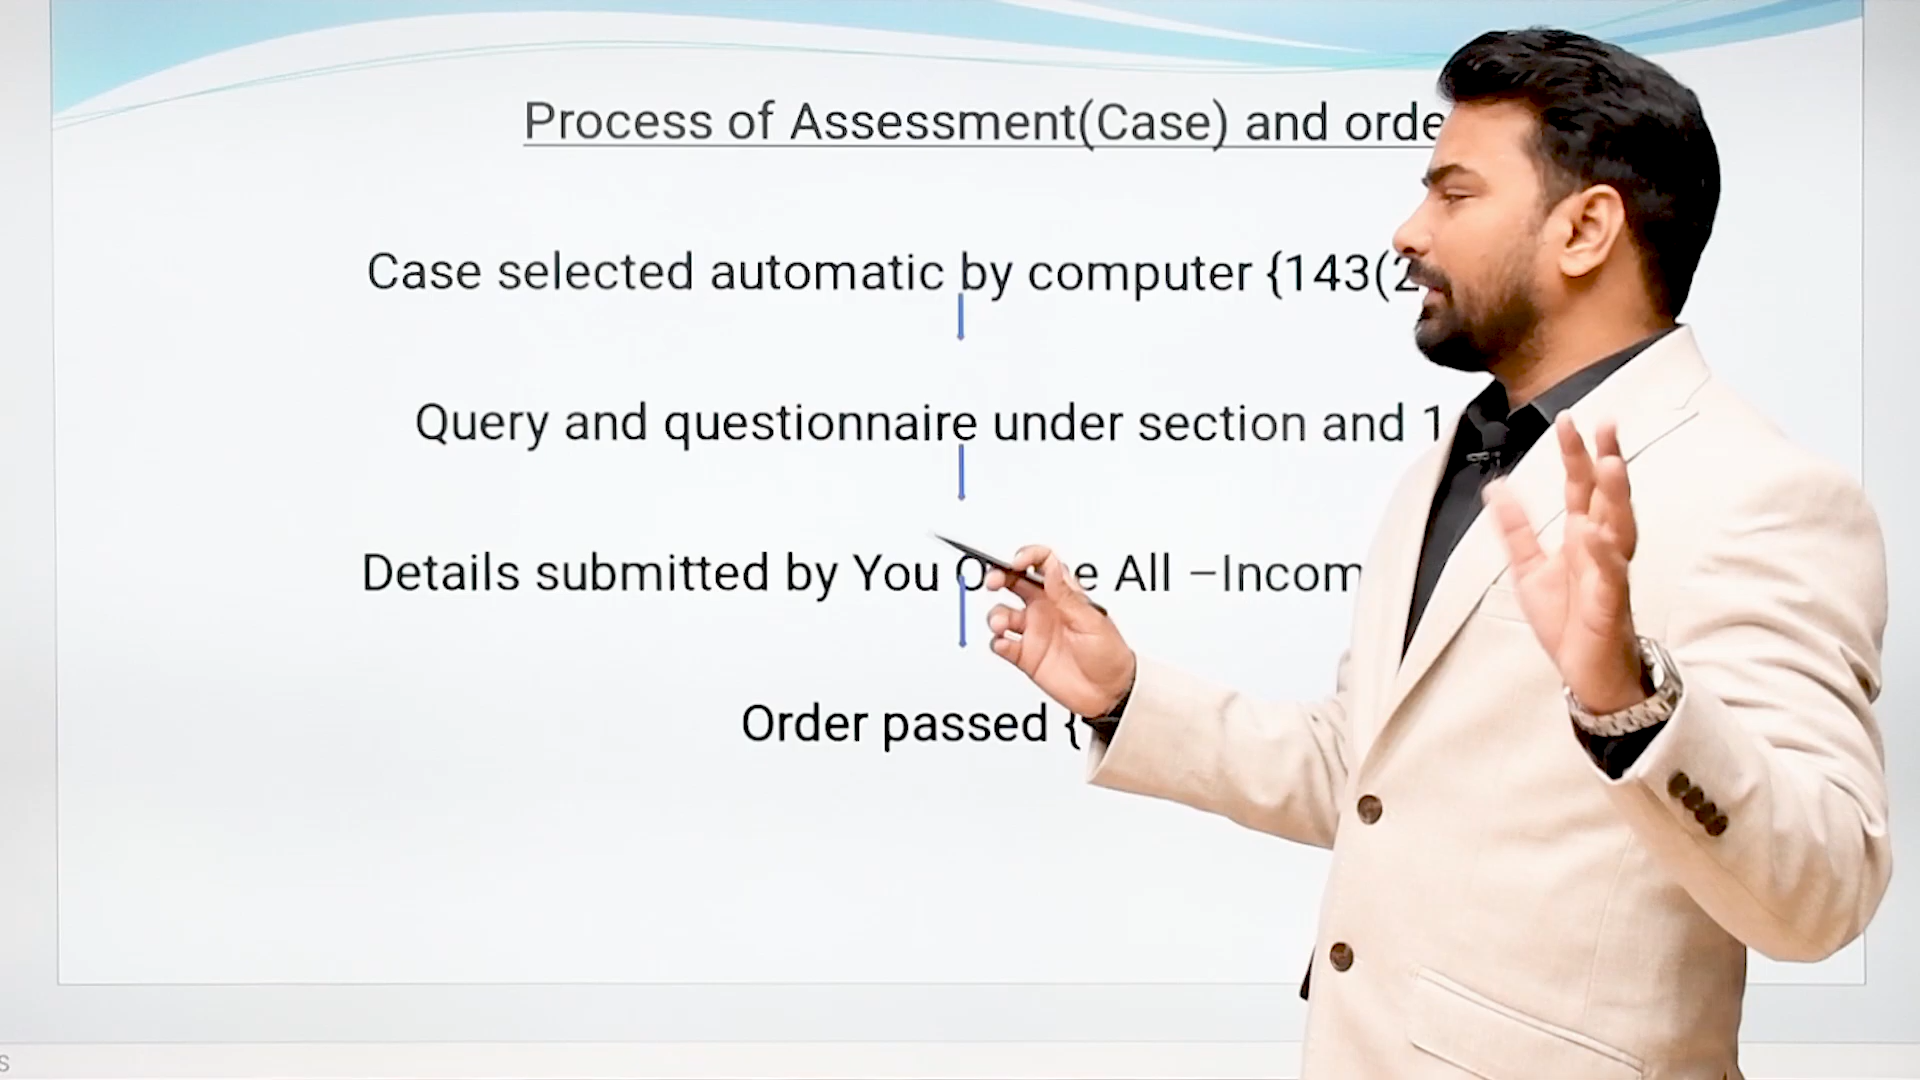 Process of Assessment(Case) and orde
Case selected automatic by computer {143(2
Query and questionnaire under section and 1
Details submitted by You All –Incom
Order passed {
s